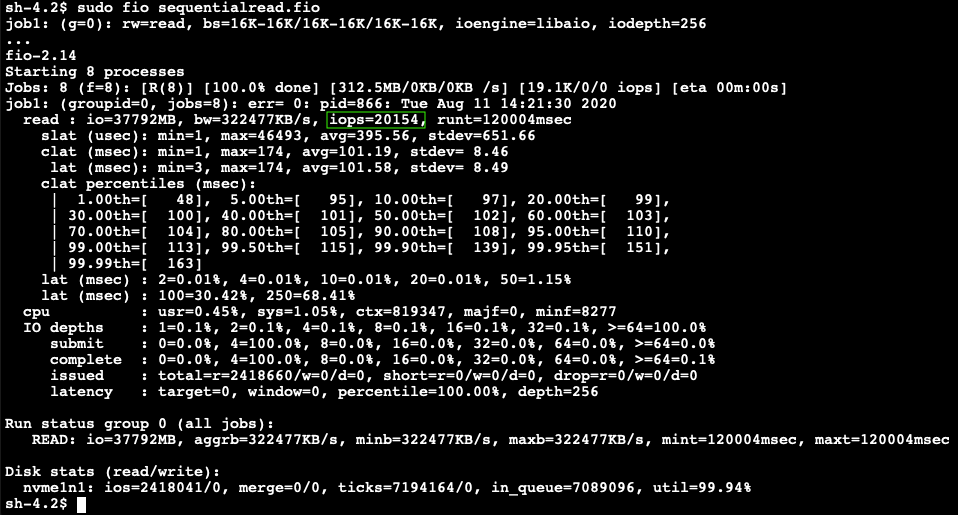 sh-4.2$ sudo fio sequentialread.fio
job1: (g=0): rw=read, bs=16K-16K/16K-16K/16K-16K, ioengine=libaio, iodepth=256
...
fio-2.14
Starting 8 processes
Jobs: 8 (f=8): [R(8)] [100.0% done] [312.5MB/0KB/0KB /s] [19.1K/0/0 iops] [eta 00m:00s]
job1: (groupid=0, jobs=8): err= 0: pid=866: Tue Aug 11 14:21:30 2020
  read : io=37792MB, bw=322477KB/s, iops=20154, runt=120004msec
    slat (usec): min=1, max=46493, avg=395.56, stdev=651.66
    clat (msec): min=1, max=174, avg=101.19, stdev= 8.46
     lat (msec): min=3, max=174, avg=101.58, stdev= 8.49
    clat percentiles (msec):
     |  1.00th=[   48],  5.00th=[   95], 10.00th=[   97], 20.00th=[   99],
     | 30.00th=[  100], 40.00th=[  101], 50.00th=[  102], 60.00th=[  103],
     | 70.00th=[  104], 80.00th=[  105], 90.00th=[  108], 95.00th=[  110],
     | 99.00th=[  113], 99.50th=[  115], 99.90th=[  139], 99.95th=[  151],
     | 99.99th=[  163]
    lat (msec) : 2=0.01%, 4=0.01%, 10=0.01%, 20=0.01%, 50=1.15%
    lat (msec) : 100=30.42%, 250=68.41%
  cpu          : usr=0.45%, sys=1.05%, ctx=819347, majf=0, minf=8277
  IO depths    : 1=0.1%, 2=0.1%, 4=0.1%, 8=0.1%, 16=0.1%, 32=0.1%, >=64=100.0%
     submit    : 0=0.0%, 4=100.0%, 8=0.0%, 16=0.0%, 32=0.0%, 64=0.0%, >=64=0.0%
     complete  : 0=0.0%, 4=100.0%, 8=0.0%, 16=0.0%, 32=0.0%, 64=0.0%, >=64=0.1%
     issued    : total=r=2418660/w=0/d=0, short=r=0/w=0/d=0, drop=r=0/w=0/d=0
     latency   : target=0, window=0, percentile=100.00%, depth=256
Run status group 0 (all jobs):
   READ: io=37792MB, aggrb=322477KB/s, minb=322477KB/s, maxb=322477KB/s, mint=120004msec, maxt=120004msec
Disk stats (read/write):
  nvme1n1: ios=2418041/0, merge=0/0, ticks=7194164/0, in_queue=7089096, util=99.94%
sh-4.2$